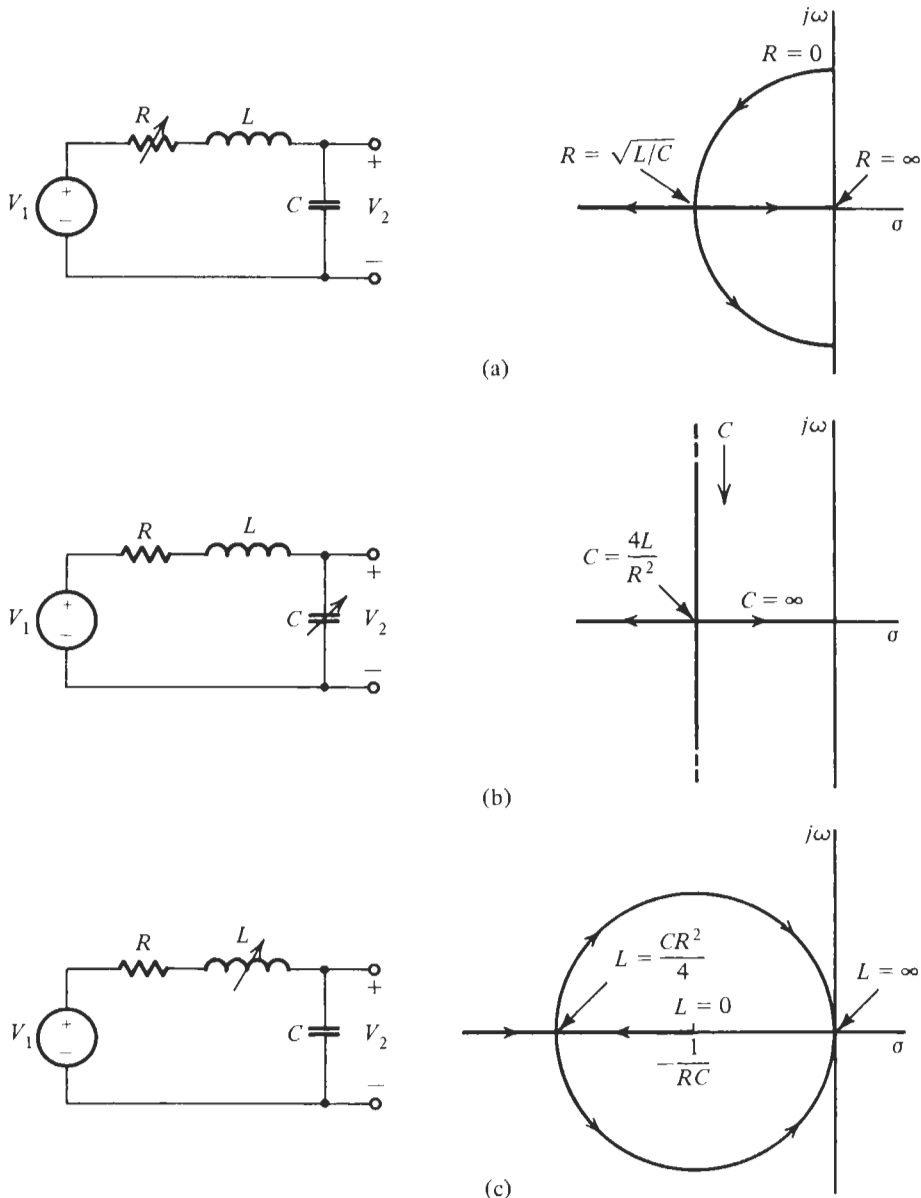 jω
R = 0
R L
R = √L/C
R = ∞
V₁ + − C + V₂ −
σ
(a)
C jω
R L
C = 4L/R²
C = ∞
V₁ + − C + V₂ −
σ
(b)
jω
R L
L = CR²/4
L = ∞
L = 0
V₁ + − C + V₂ −
−1/RC
σ
(c)